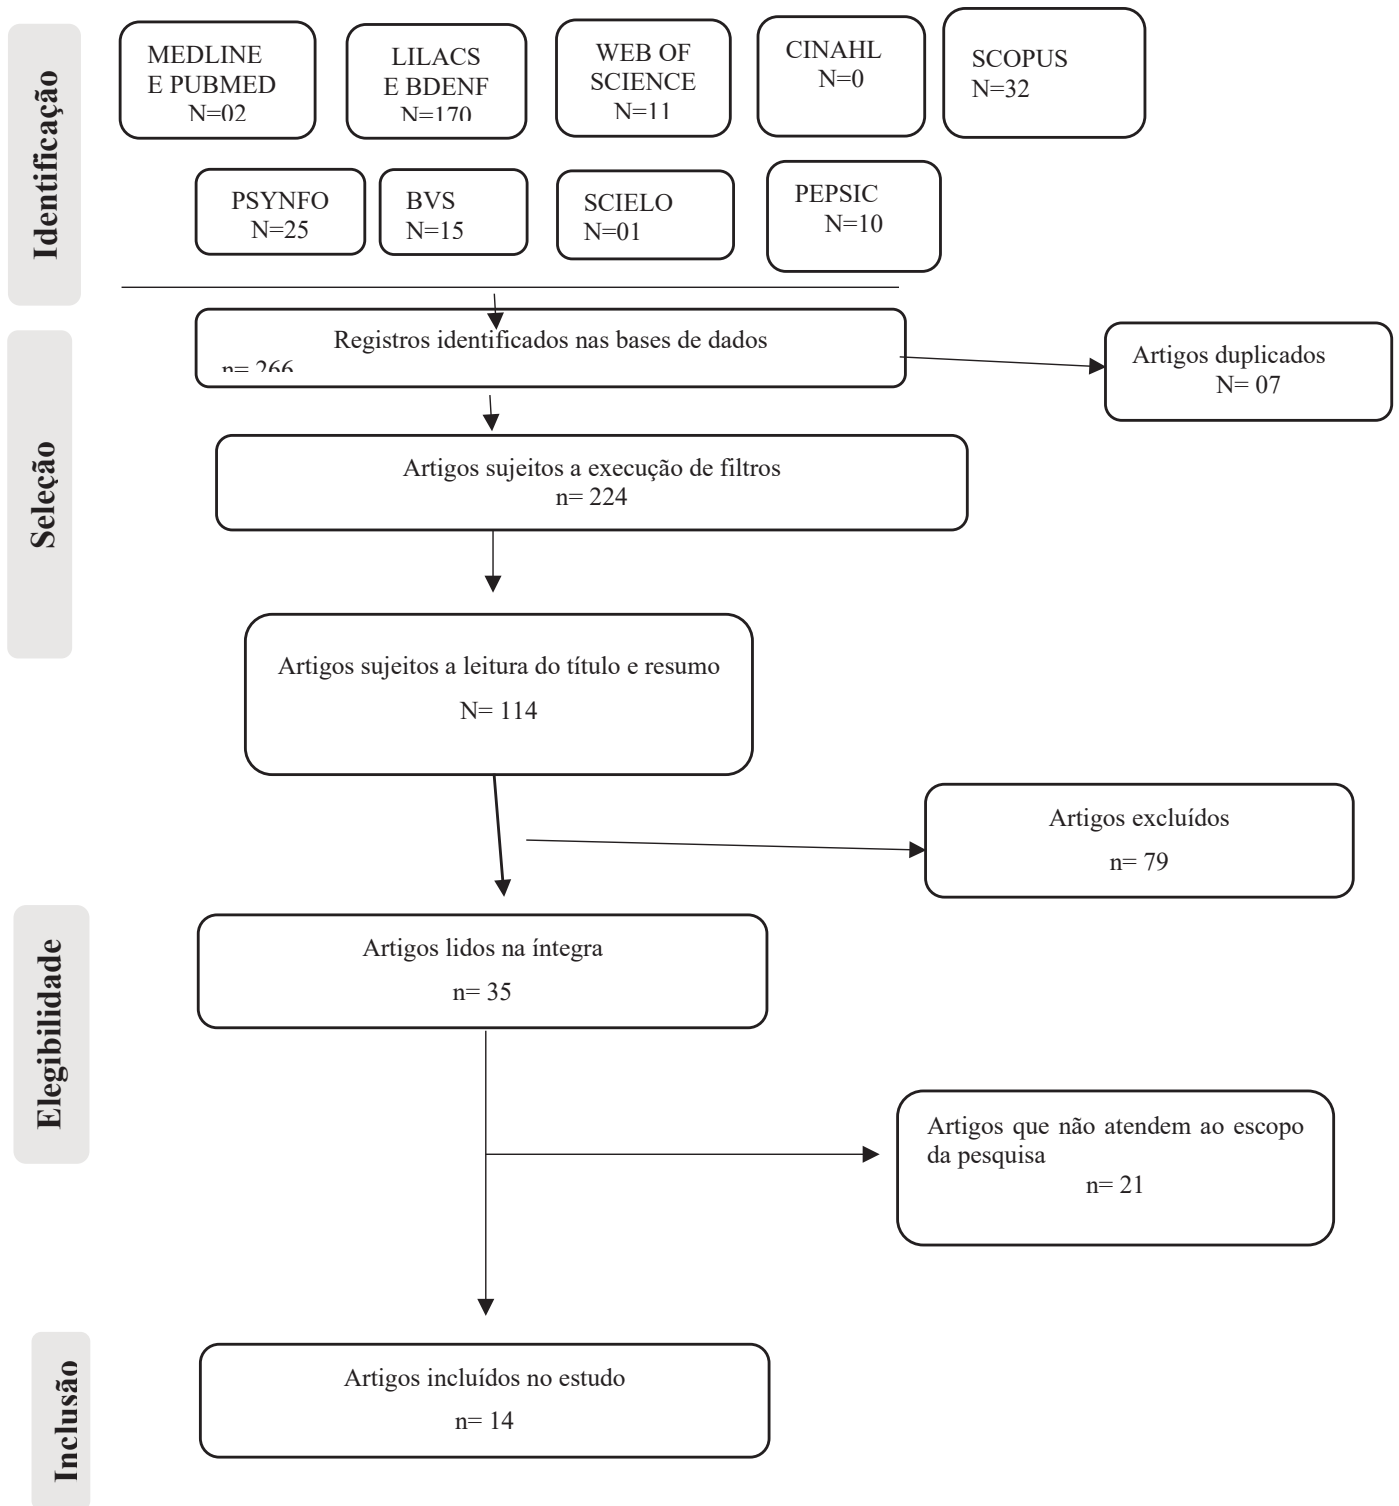 Identificação
MEDLINE
E PUBMED
N=02
LILACS
E BDENF
N=170
WEB OF
SCIENCE
N=11
CINAHL
N=0
SCOPUS
N=32
PSYNFO
N=25
BVS
N=15
SCIELO
N=01
PEPSIC
N=10
Seleção
Registros identificados nas bases de dados
n= 266
Artigos duplicados
N= 07
Artigos sujeitos a execução de filtros
n= 224
Artigos sujeitos a leitura do título e resumo
N= 114
Artigos excluídos
n= 79
Elegibilidade
Artigos lidos na íntegra
n= 35
Artigos que não atendem ao escopo
da pesquisa
n= 21
Inclusão
Artigos incluídos no estudo
n= 14